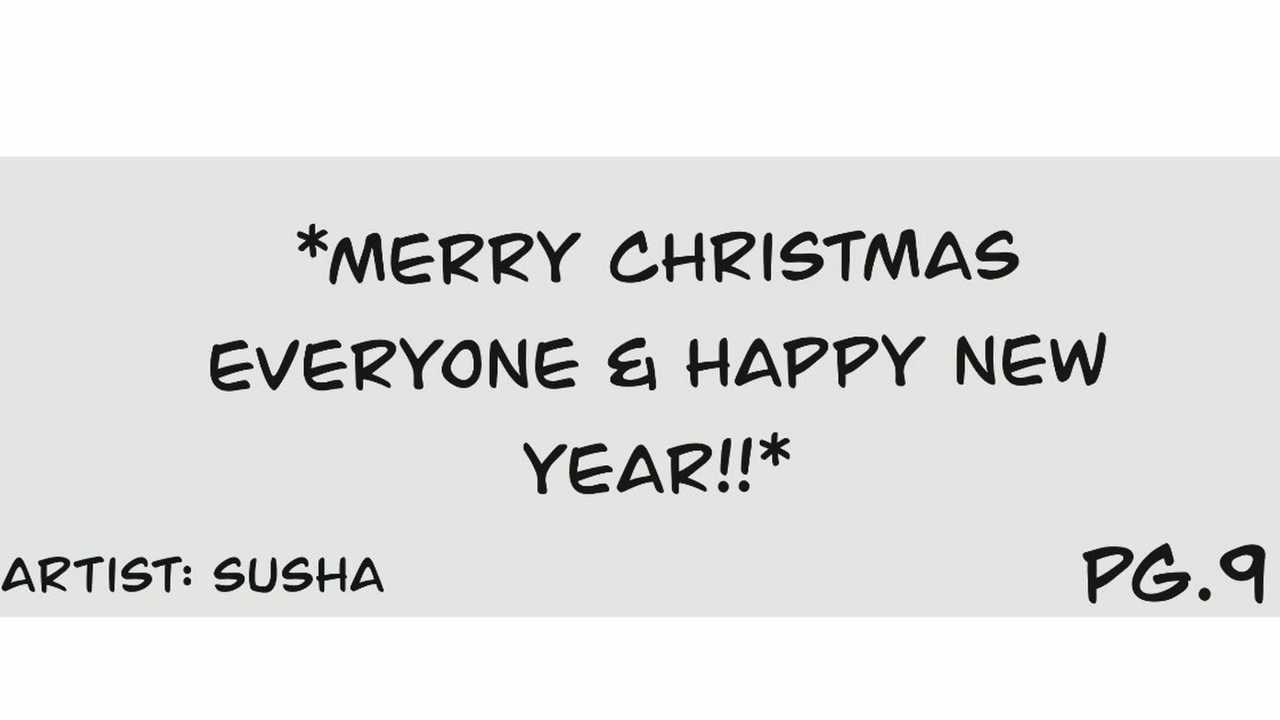 *MERRY CHRISTMAS
EVERYONE & HAPPY NEW
YEAR!!*
ARTIST: SUSHA
PG.9